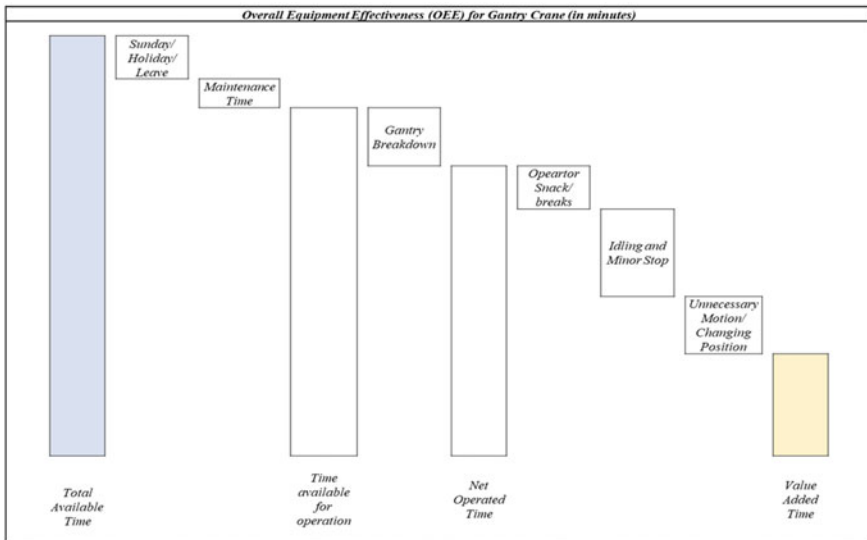 Overall Equipment Effectiveness (OEE) for Gantry Crane (in minutes)
Sunday/
Holiday/
Leave
Maintenance
Time
Gantry
Breakdown
Opeartor
Snack/
breaks
Idling and
Minor Stop
Unnecessary
Motion/
Changing
Position
Total
Available
Time
Time
available
for
operation
Net
Operated
Time
Value
Added
Time